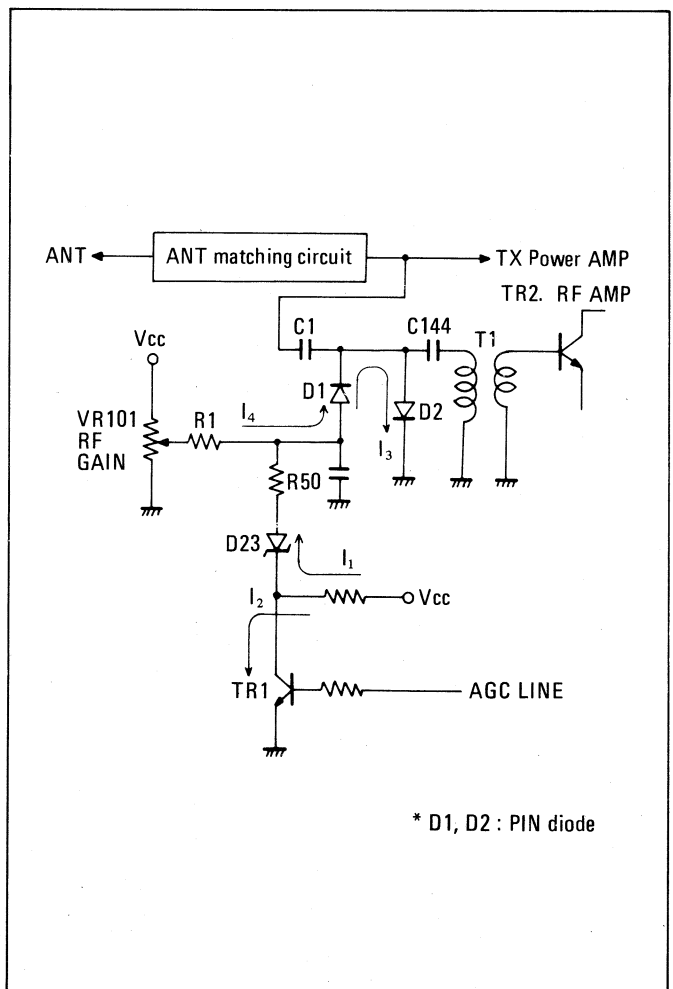 ANT
ANT matching circuit
TX Power AMP
TR2. RF AMP
C1
C144
T1
Vcc
D1
D2
VR101
RF
GAIN
R1
I₄
I₃
R50
D23
I₁
I₂
Vcc
TR1
AGC LINE
* D1, D2 : PIN diode